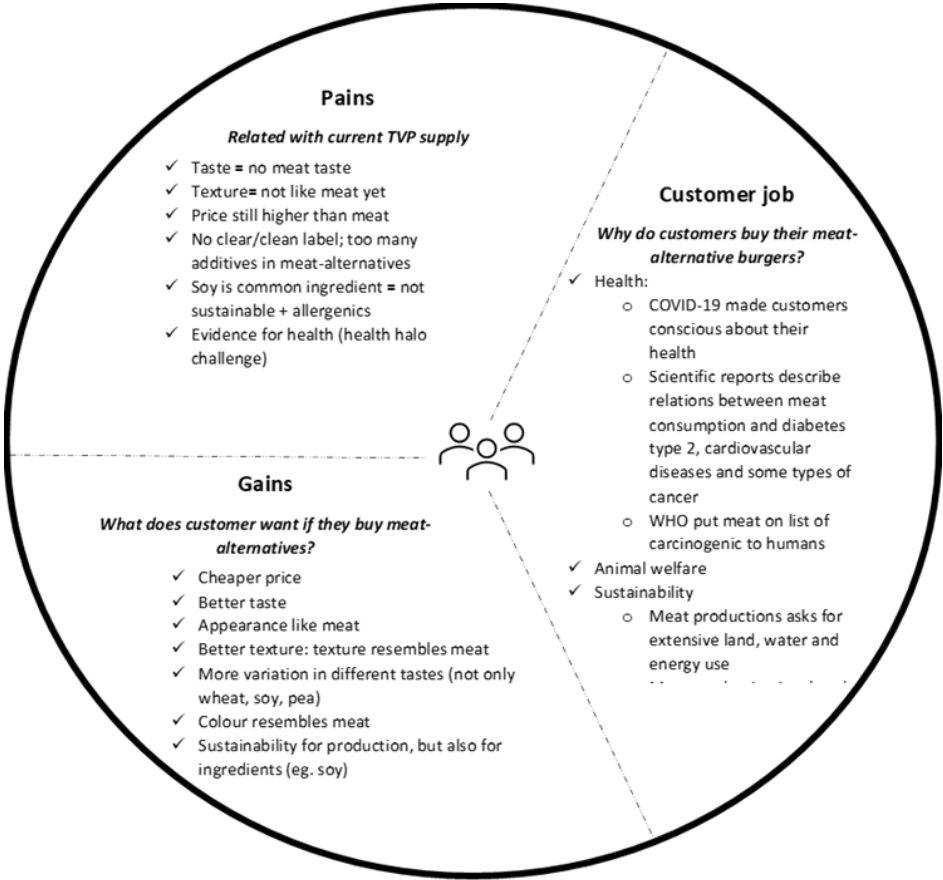 Pains
Related with current TVP supply
✓ Taste = no meat taste
✓ Texture= not like meat yet
✓ Price still higher than meat
✓ No clear/clean label; too many
additives in meat-alternatives
✓ Soy is common ingredient = not
sustainable + allergenics
✓ Evidence for health (health halo
challenge)
Gains
What does customer want if they buy meat-
alternatives?
✓ Cheaper price
✓ Better taste
✓ Appearance like meat
✓ Better texture: texture resembles meat
✓ More variation in different tastes (not only
wheat, soy, pea)
✓ Colour resembles meat
✓ Sustainability for production, but also for
ingredients (eg. soy)
Customer job
Why do customers buy their meat-
alternative burgers?
✓ Health:
o COVID-19 made customers
conscious about their
health
o Scientific reports describe
relations between meat
consumption and diabetes
type 2, cardiovascular
diseases and some types of
cancer
o WHO put meat on list of
carcinogenic to humans
✓ Animal welfare
✓ Sustainability
o Meat productions asks for
extensive land, water and
energy use